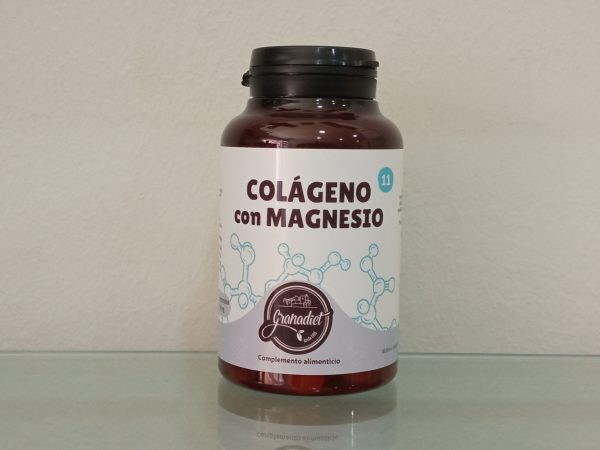 COLÁGENO
11
con MAGNESIO
Granadiet
Complemento alimenticio